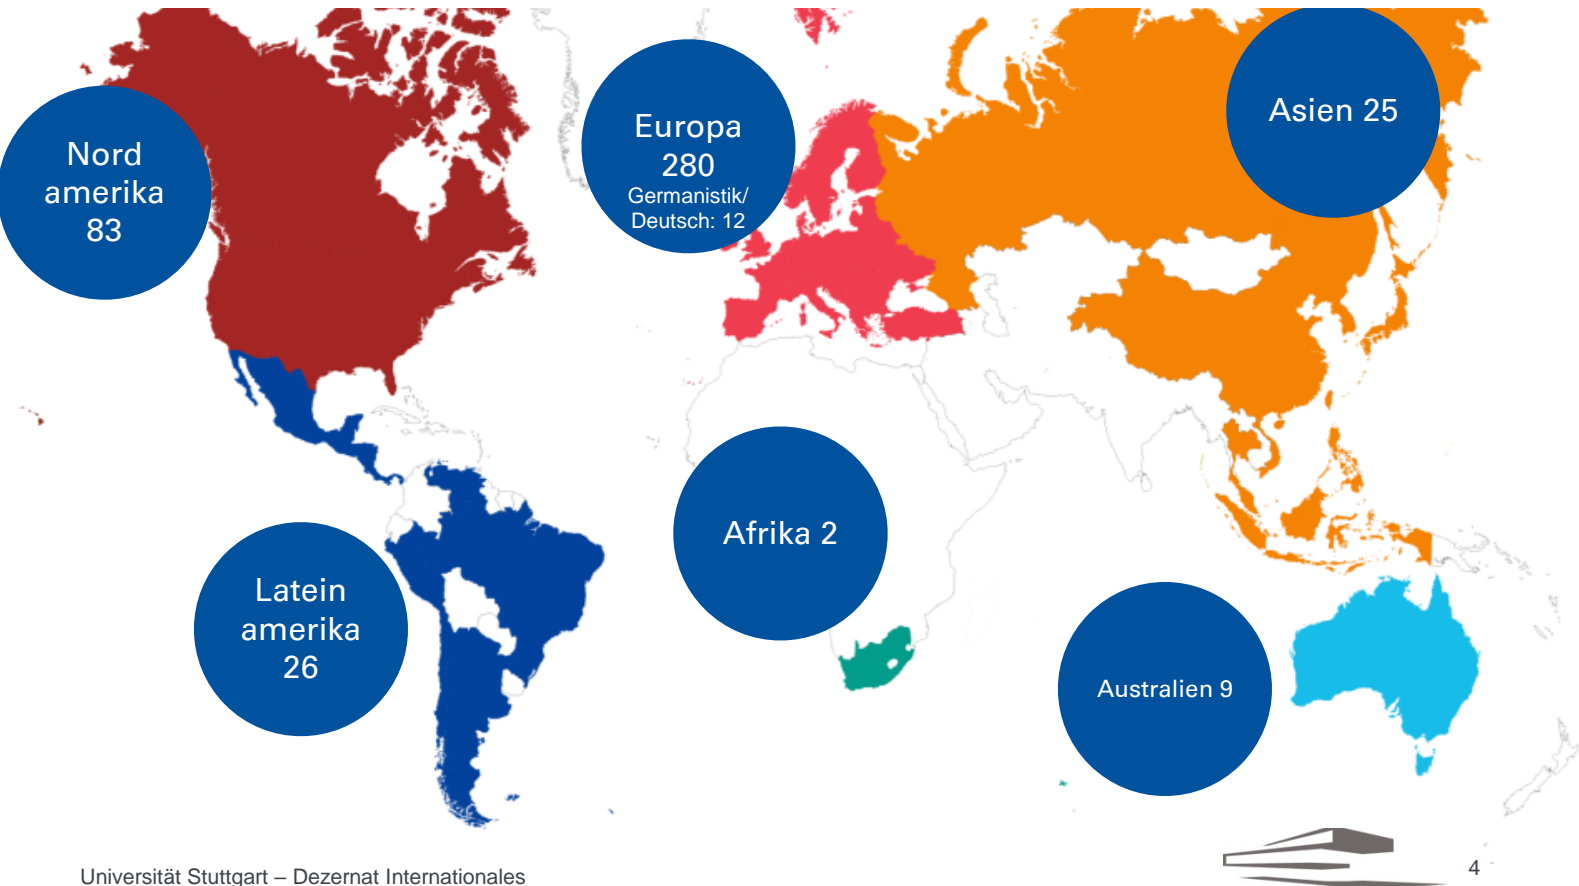 Nord
amerika
83
Europa
280
Germanistik/
Deutsch: 12
Asien 25
Latein
amerika
26
Afrika 2
Australien 9
Universität Stuttgart – Dezernat Internationales
4